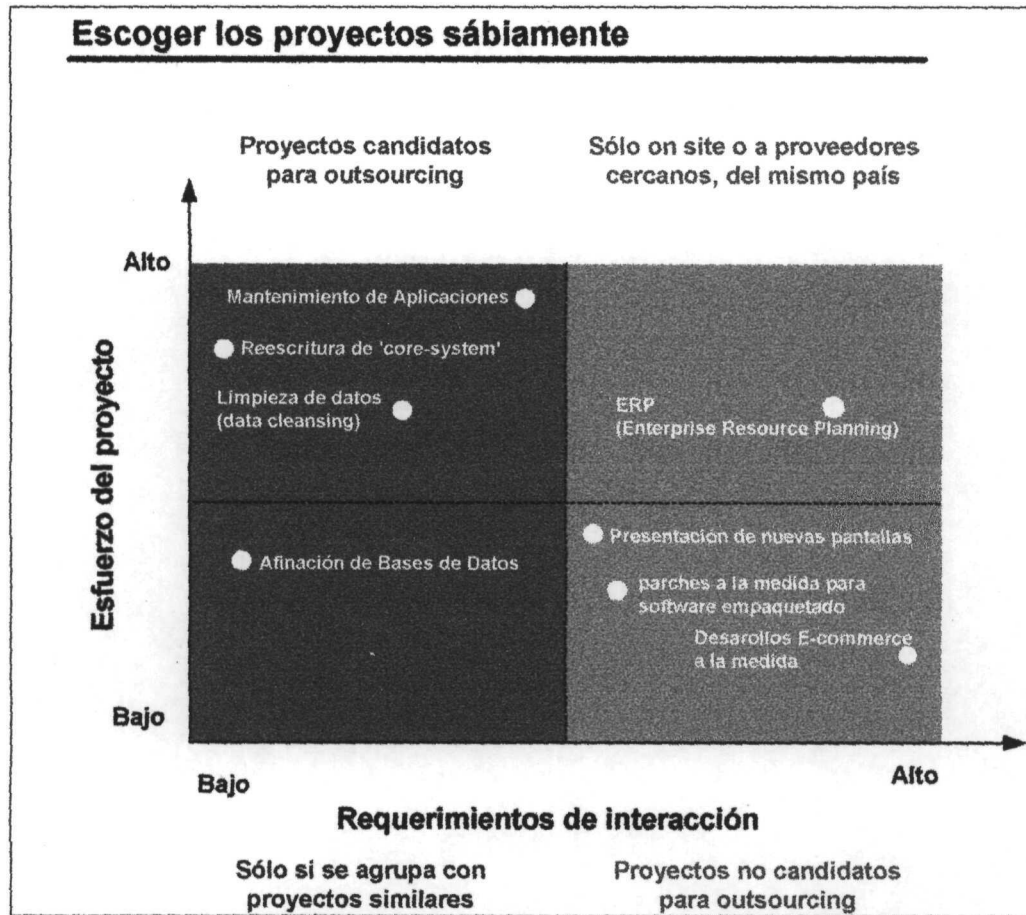 Escoger los proyectos sábiamente
Proyectos candidatos
para outsourcing
Sólo on site o a proveedores
cercanos, del mismo país
Alto
Mantenimiento de Aplicaciones
Reescritura de 'core-system'
Limpieza de datos
(data cleansing)
ERP
(Enterprise Resource Planning)
Esfuerzo del proyecto
Presentación de nuevas pantallas
Afinación de Bases de Datos
parches a la medida para
software empaquetado
Desarollos E-commerce
a la medida
Bajo
Bajo
Alto
Requerimientos de interacción
Sólo si se agrupa con
proyectos similares
Proyectos no candidatos
para outsourcing